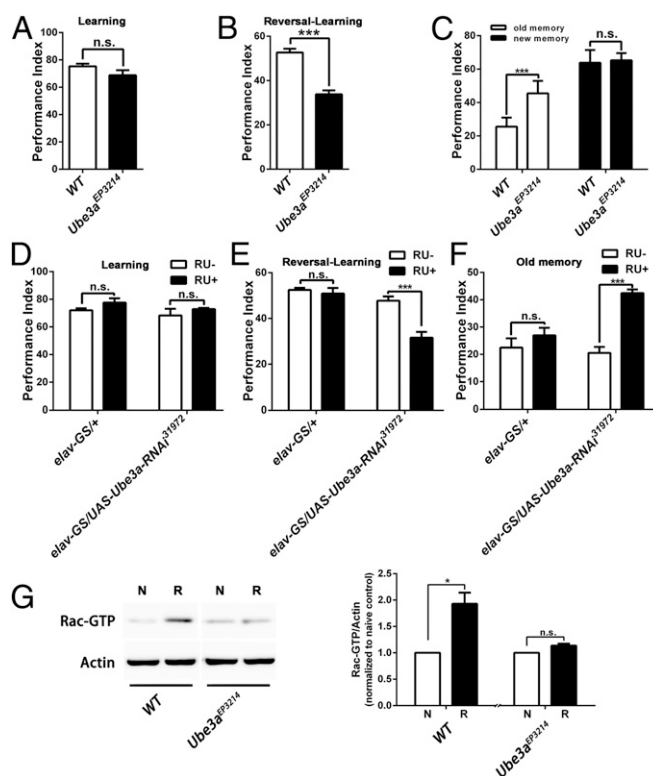 A
Learning
Performance Index
100
80
60
40
20
0
n.s.
WT
Ube3a^EP3214
B
Reversal-Learning
Performance Index
60
40
20
0
***
WT
Ube3a^EP3214
C
old memory
new memory
Performance Index
100
80
60
40
20
0
***
n.s.
WT
Ube3a^EP3214
WT
Ube3a^EP3214
D
Learning
RU-
RU+
Performance Index
100
80
60
40
20
0
n.s.
n.s.
elav-GS/+
elav-GS/UAS-Ube3a-RNAi^31972
E
Reversal-Learning
RU-
RU+
Performance Index
60
40
20
0
n.s.
***
elav-GS/+
elav-GS/UAS-Ube3a-RNAi^31972
F
Old memory
RU-
RU+
Performance Index
60
40
20
0
n.s.
***
elav-GS/+
elav-GS/UAS-Ube3a-RNAi^31972
G
N R N R
Rac-GTP
Actin
WT
Ube3a^EP3214
Rac-GTP/Actin
(normalized to naive control)
2.5
2.0
1.5
1.0
0.5
0.0
*
n.s.
N R N R
WT
Ube3a^EP3214